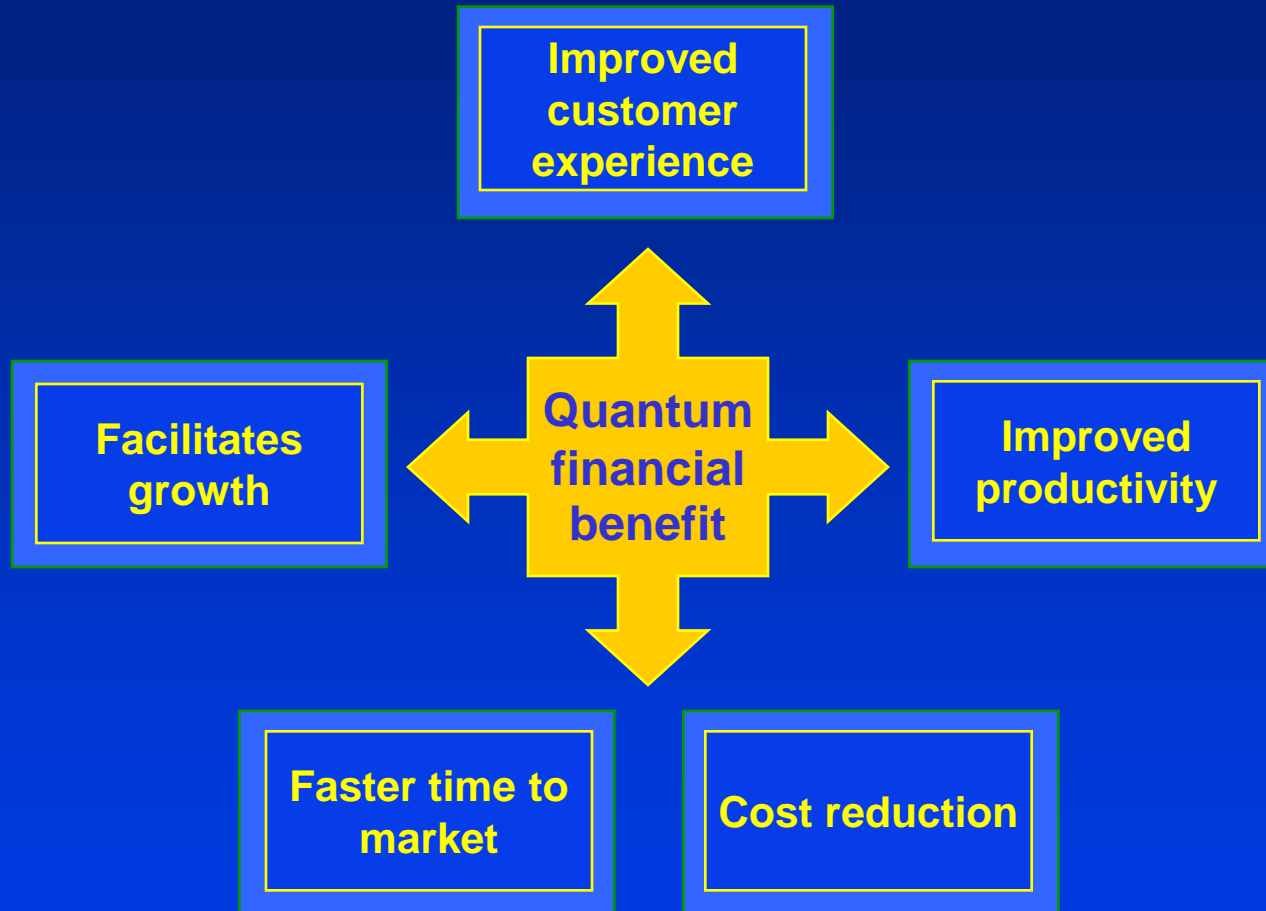 Improved
customer
experience
Facilitates
growth
Quantum
financial
benefit
Improved
productivity
Faster time to
market
Cost reduction